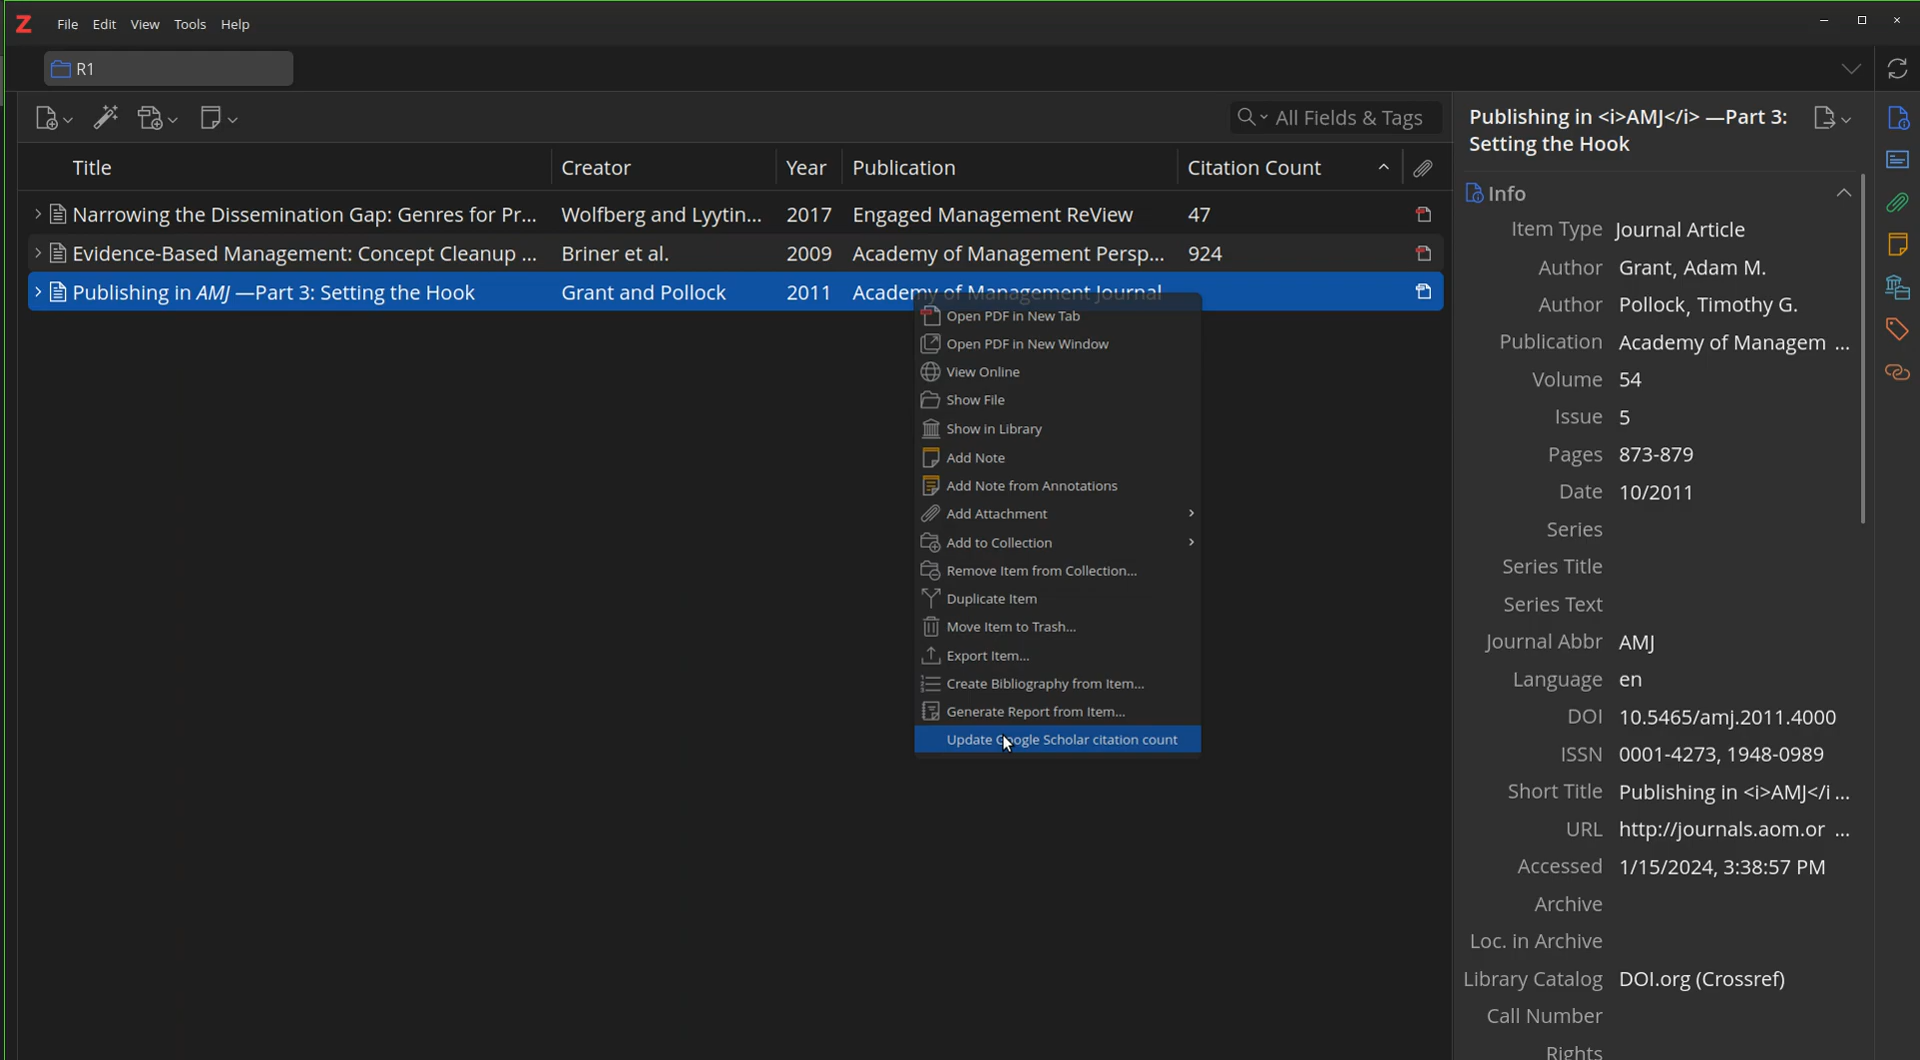 Z File Edit View Tools Help
R1
All Fields & Tags
Title Creator Year Publication Citation Count
Narrowing the Dissemination Gap: Genres for Pr... Wolfberg and Lyytin... 2017 Engaged Management ReView 47
Evidence-Based Management: Concept Cleanup ... Briner et al. 2009 Academy of Management Persp... 924
Publishing in AMJ —Part 3: Setting the Hook Grant and Pollock 2011 Academy of Management Journal
Open PDF in New Tab
Open PDF in New Window
View Online
Show File
Show in Library
Add Note
Add Note from Annotations
Add Attachment
Add to Collection
Remove Item from Collection...
Duplicate Item
Move Item to Trash...
Export Item...
Create Bibliography from Item...
Generate Report from Item...
Update Google Scholar citation count
Publishing in <i>AMJ</i> —Part 3:
Setting the Hook
Info
Item Type Journal Article
Author Grant, Adam M.
Author Pollock, Timothy G.
Publication Academy of Managem ...
Volume 54
Issue 5
Pages 873-879
Date 10/2011
Series
Series Title
Series Text
Journal Abbr AMJ
Language en
DOI 10.5465/amj.2011.4000
ISSN 0001-4273, 1948-0989
Short Title Publishing in <i>AMJ</i ...
URL http://journals.aom.or ...
Accessed 1/15/2024, 3:38:57 PM
Archive
Loc. in Archive
Library Catalog DOI.org (Crossref)
Call Number
Rights